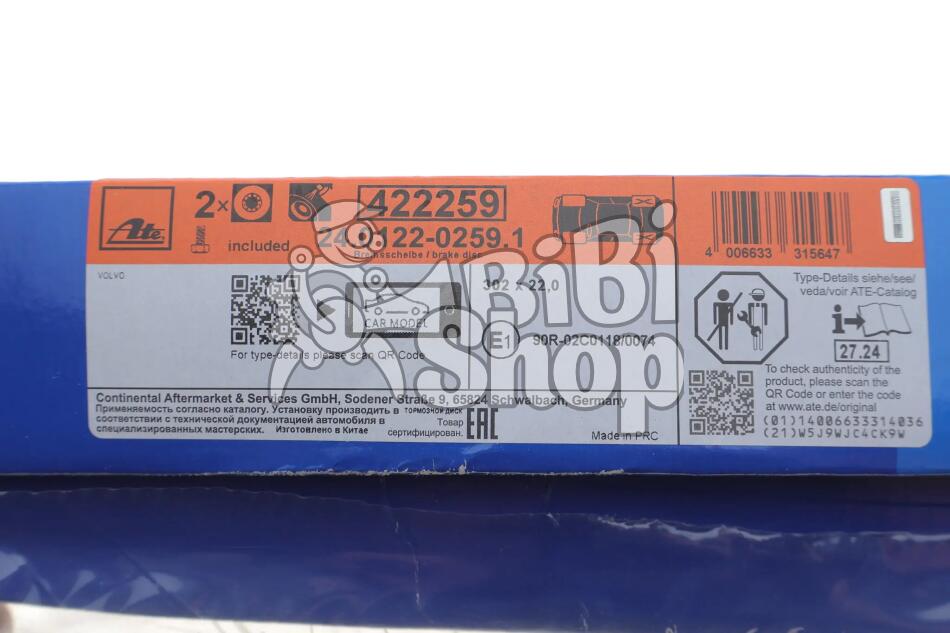 Ate
2x
included
422259
24.0122-0259.1
Bremsscheibe / brake disc
4 006633 315647
VOLVO
CAR MODEL
302 x 22,0
E1
90R-02C0118/0074
For type-details please scan QR Code
Type-Details siehe/see/
veda/voir ATE-Catalog
27.24
To check authenticity of the
product, please scan the
QR Code or enter the code
at www.ate.de/original
(01)14006633314036
(21)W5J9WJC4CK9W
Continental Aftermarket & Services GmbH, Sodener Straße 9, 65824 Schwalbach, Germany
Применяемость согласно каталогу. Установку производить в
соответствии с технической документацией автомобиля в
специализированных мастерских. Изготовлено в Китае
тормозной диск
Товар
сертифицирован.
EAC
Made in PRC
BiBi
Shop